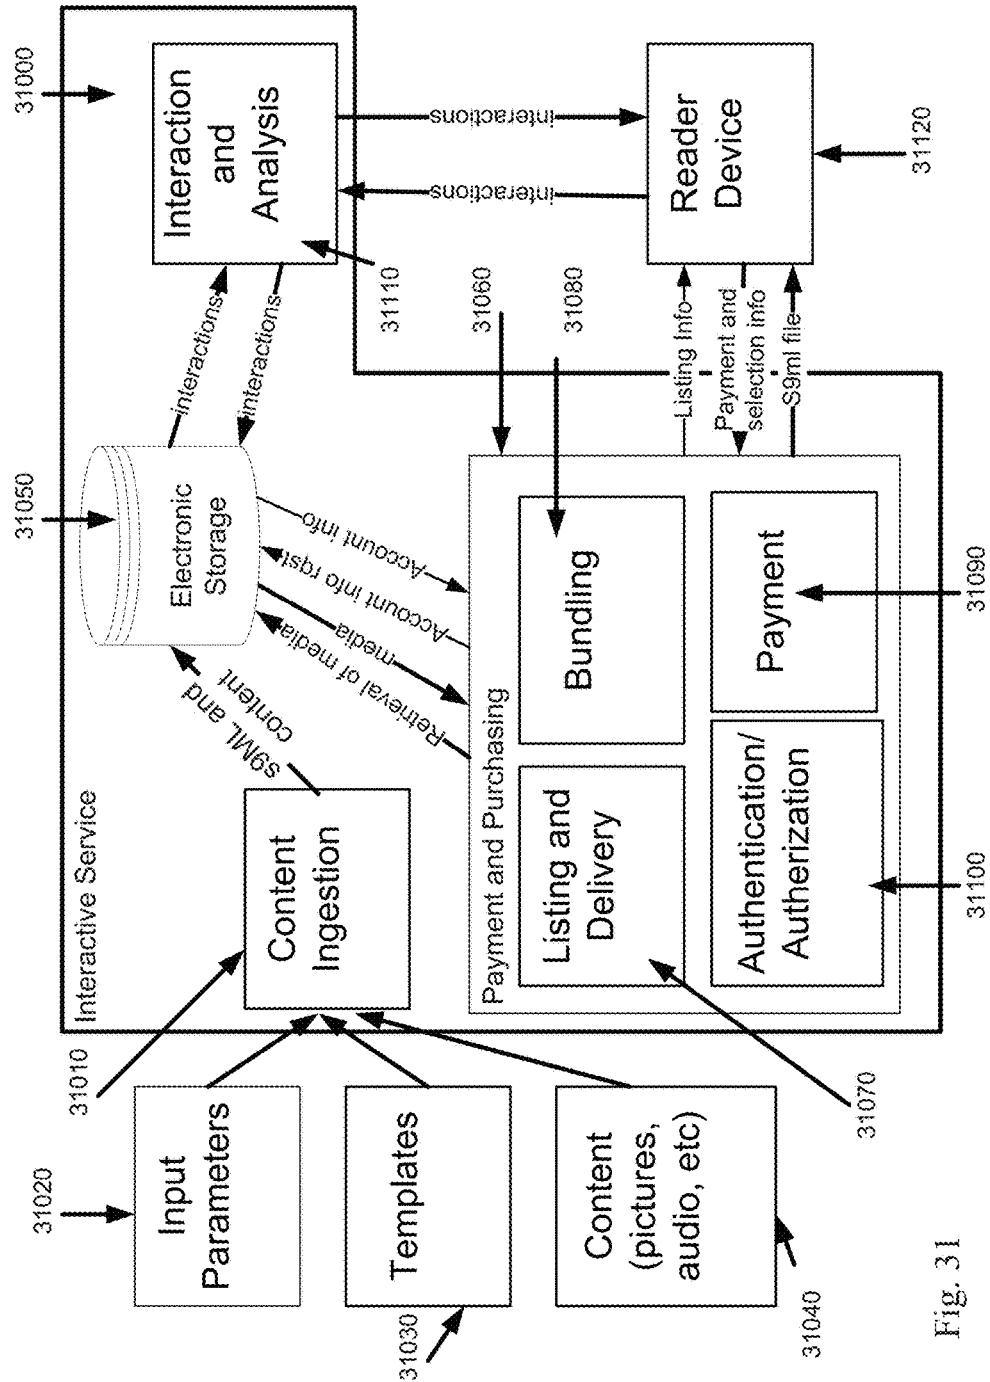 31000
31050
31010
31020
Interactive Service
Input
Parameters
31030
Templates
31040
Content
(pictures,
audio, etc)
Content
Ingestion
s9ML and
content
Electronic
Storage
interactions
interactions
Interaction
and
Analysis
31110
interactions
interactions
Reader
Device
31120
Account info
Account info rqst
media
Retrieval of media
31060
31080
Payment and Purchasing
Listing and
Delivery
Bundling
Authentication/
Autherization
Payment
Listing Info
Payment and
selection info
S9ml file
31070
31100
31090
Fig. 31